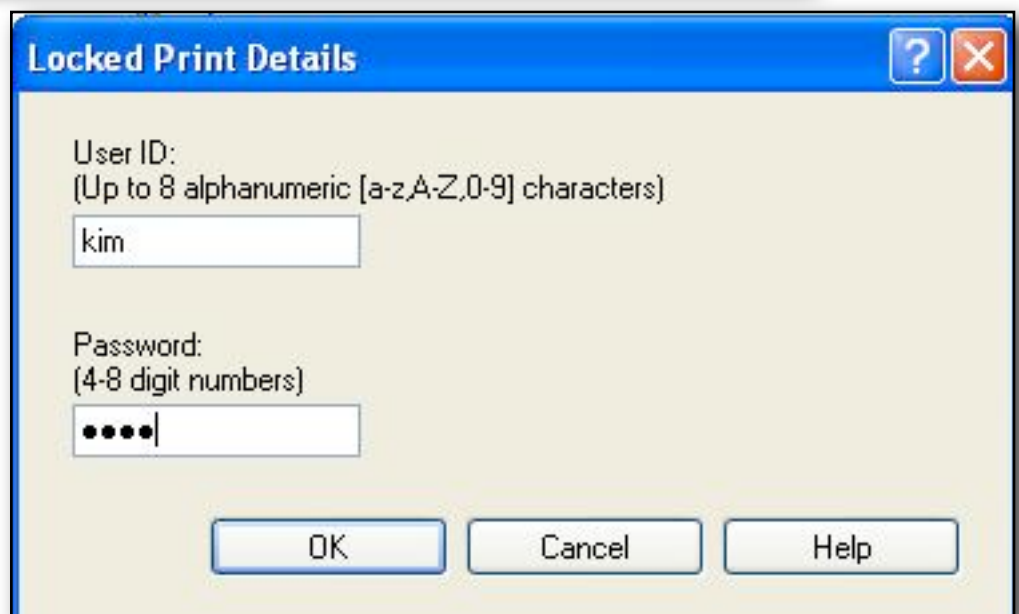 Locked Print Details
User ID:
(Up to 8 alphanumeric [a-z,A-Z,0-9] characters)
kim
Password:
(4-8 digit numbers)
••••
OK Cancel Help